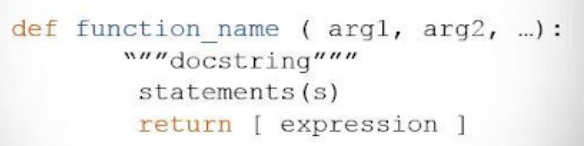 def function_name ( arg1, arg2, …):
“””docstring”””
statements(s)
return [ expression ]